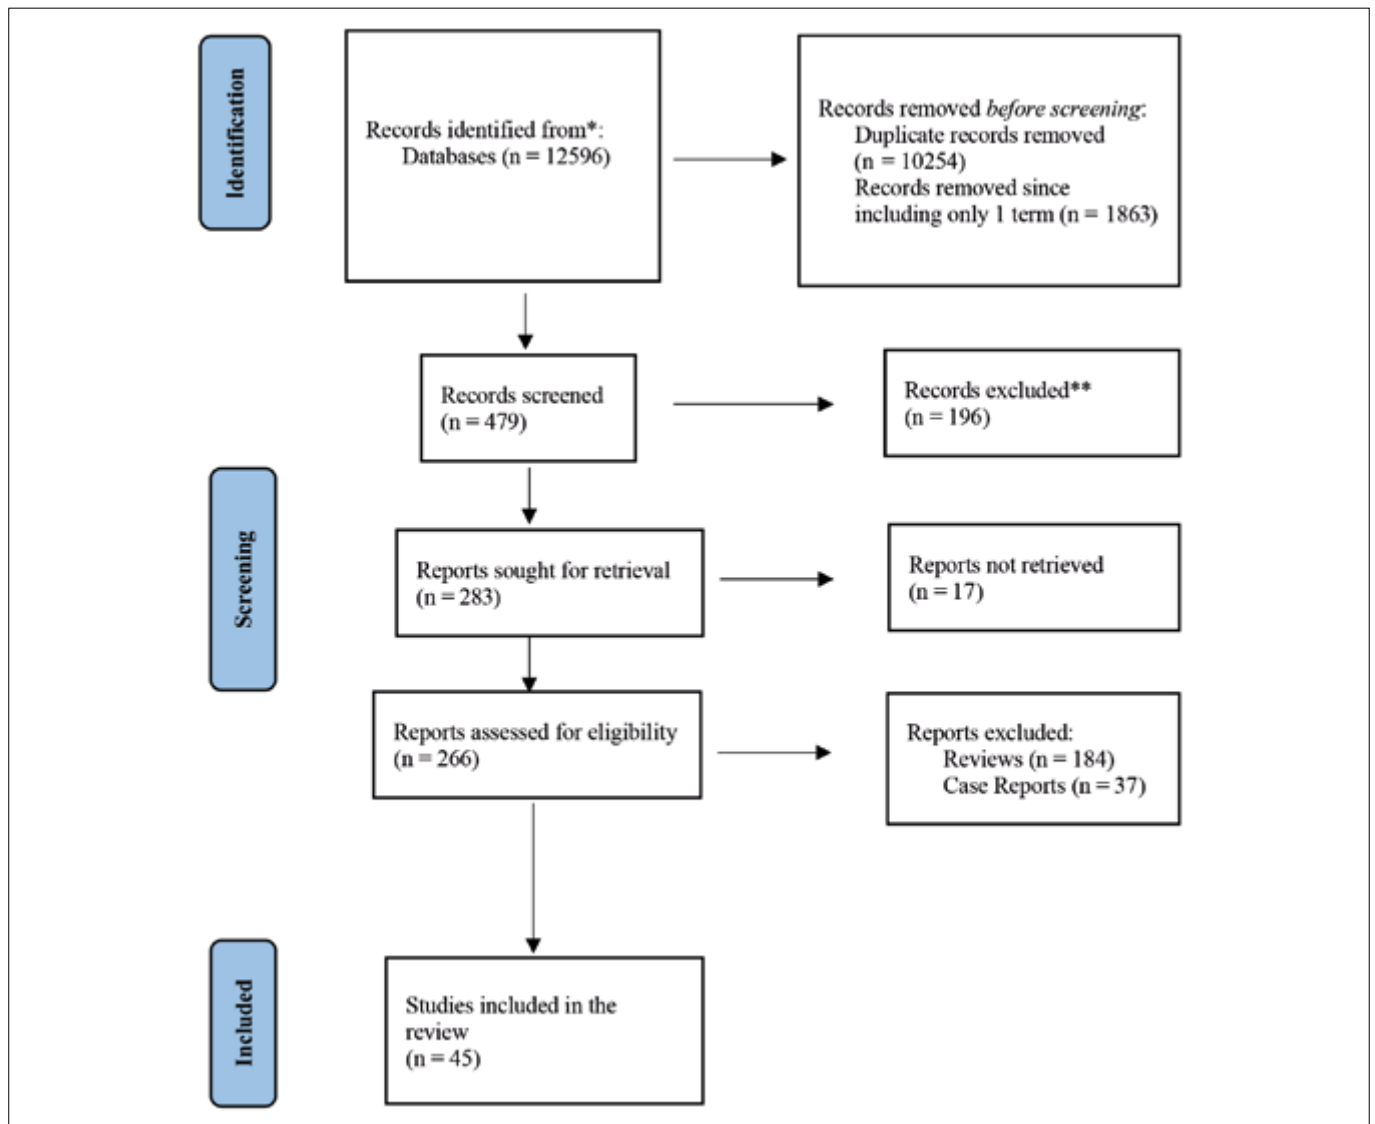 Identification
Records identified from*:
Databases (n = 12596)
Records removed before screening:
Duplicate records removed
(n = 10254)
Records removed since
including only 1 term (n = 1863)
Screening
Records screened
(n = 479)
Records excluded**
(n = 196)
Reports sought for retrieval
(n = 283)
Reports not retrieved
(n = 17)
Reports assessed for eligibility
(n = 266)
Reports excluded:
Reviews (n = 184)
Case Reports (n = 37)
Included
Studies included in the
review
(n = 45)